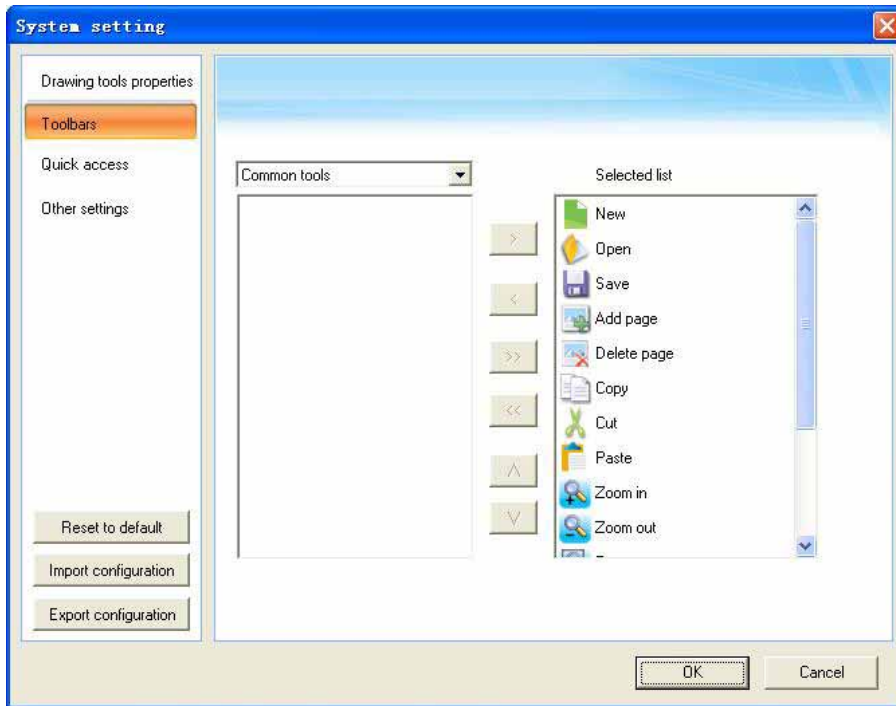 System setting
Drawing tools properties
Toolbars
Quick access
Other settings
Reset to default
Import configuration
Export configuration
Common tools
Selected list
>
<
>>
<<
New
Open
Save
Add page
Delete page
Copy
Cut
Paste
Zoom in
Zoom out
OK
Cancel